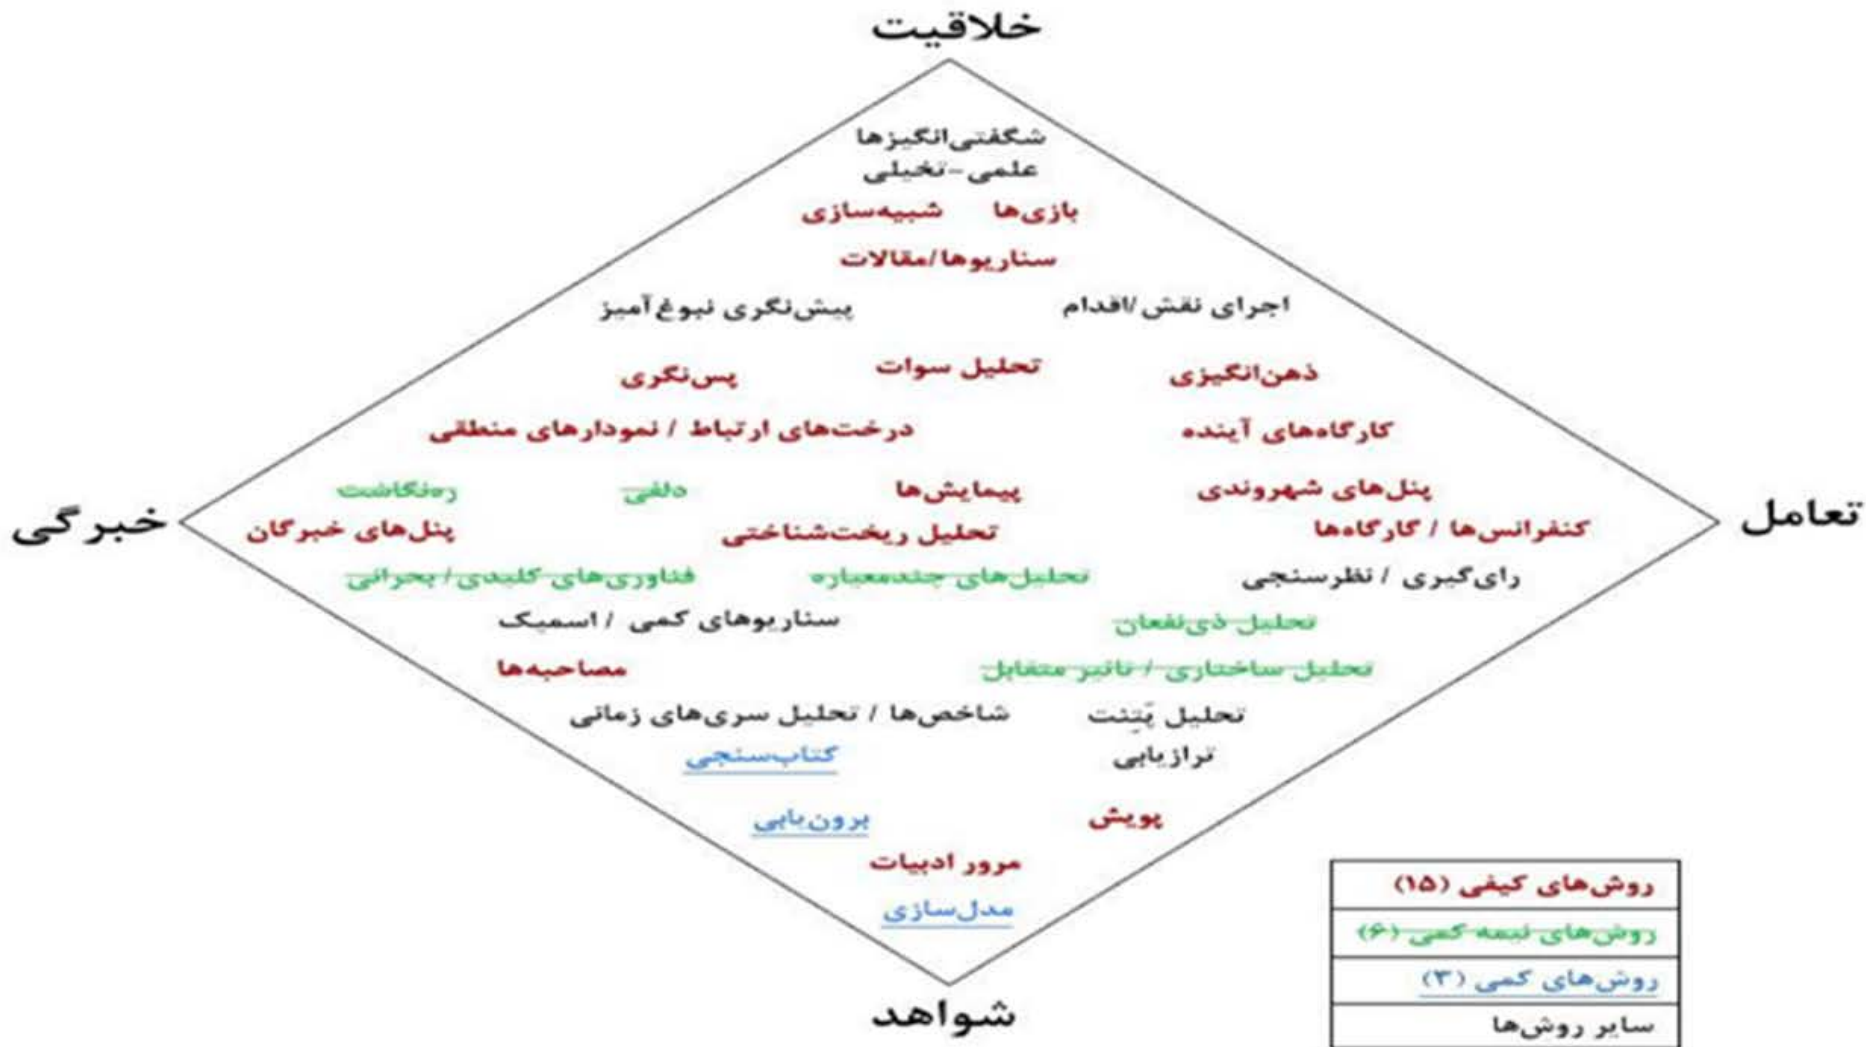 خلاقیت
شگفتی‌انگیزها
علمی-تخیلی
بازی‌ها شبیه‌سازی
سناریوها/مقالات
اجرای نقش/اقدام پیش‌نگری نبوغ‌آمیز
ذهن‌انگیزی تحلیل سوات پس‌نگری
کارگاه‌های آینده درخت‌های ارتباط / نمودارهای منطقی
پنل‌های شهروندی پیمایش‌ها دلفی ره‌نگاشت
تعامل
خبرگی
کنفرانس‌ها / گارگاه‌ها تحلیل ریخت‌شناختی پنل‌های خبرگان
رای‌گیری / نظرسنجی تحلیل‌های چندمعیاره فناوری‌های کلیدی/بحرانی
تحلیل ذی‌نفعان سناریوهای کمی / اسمیک
تحلیل ساختاری / تاثیر متقابل مصاحبه‌ها
تحلیل پَتِنت شاخص‌ها / تحلیل سری‌های زمانی
ترازیابی کتاب‌سنجی
پویش برون‌یابی
مرور ادبیات
مدل‌سازی
شواهد
روش‌های کیفی (۱۵)
روش‌های نیمه کمی (۶)
روش‌های کمی (۳)
سایر روش‌ها